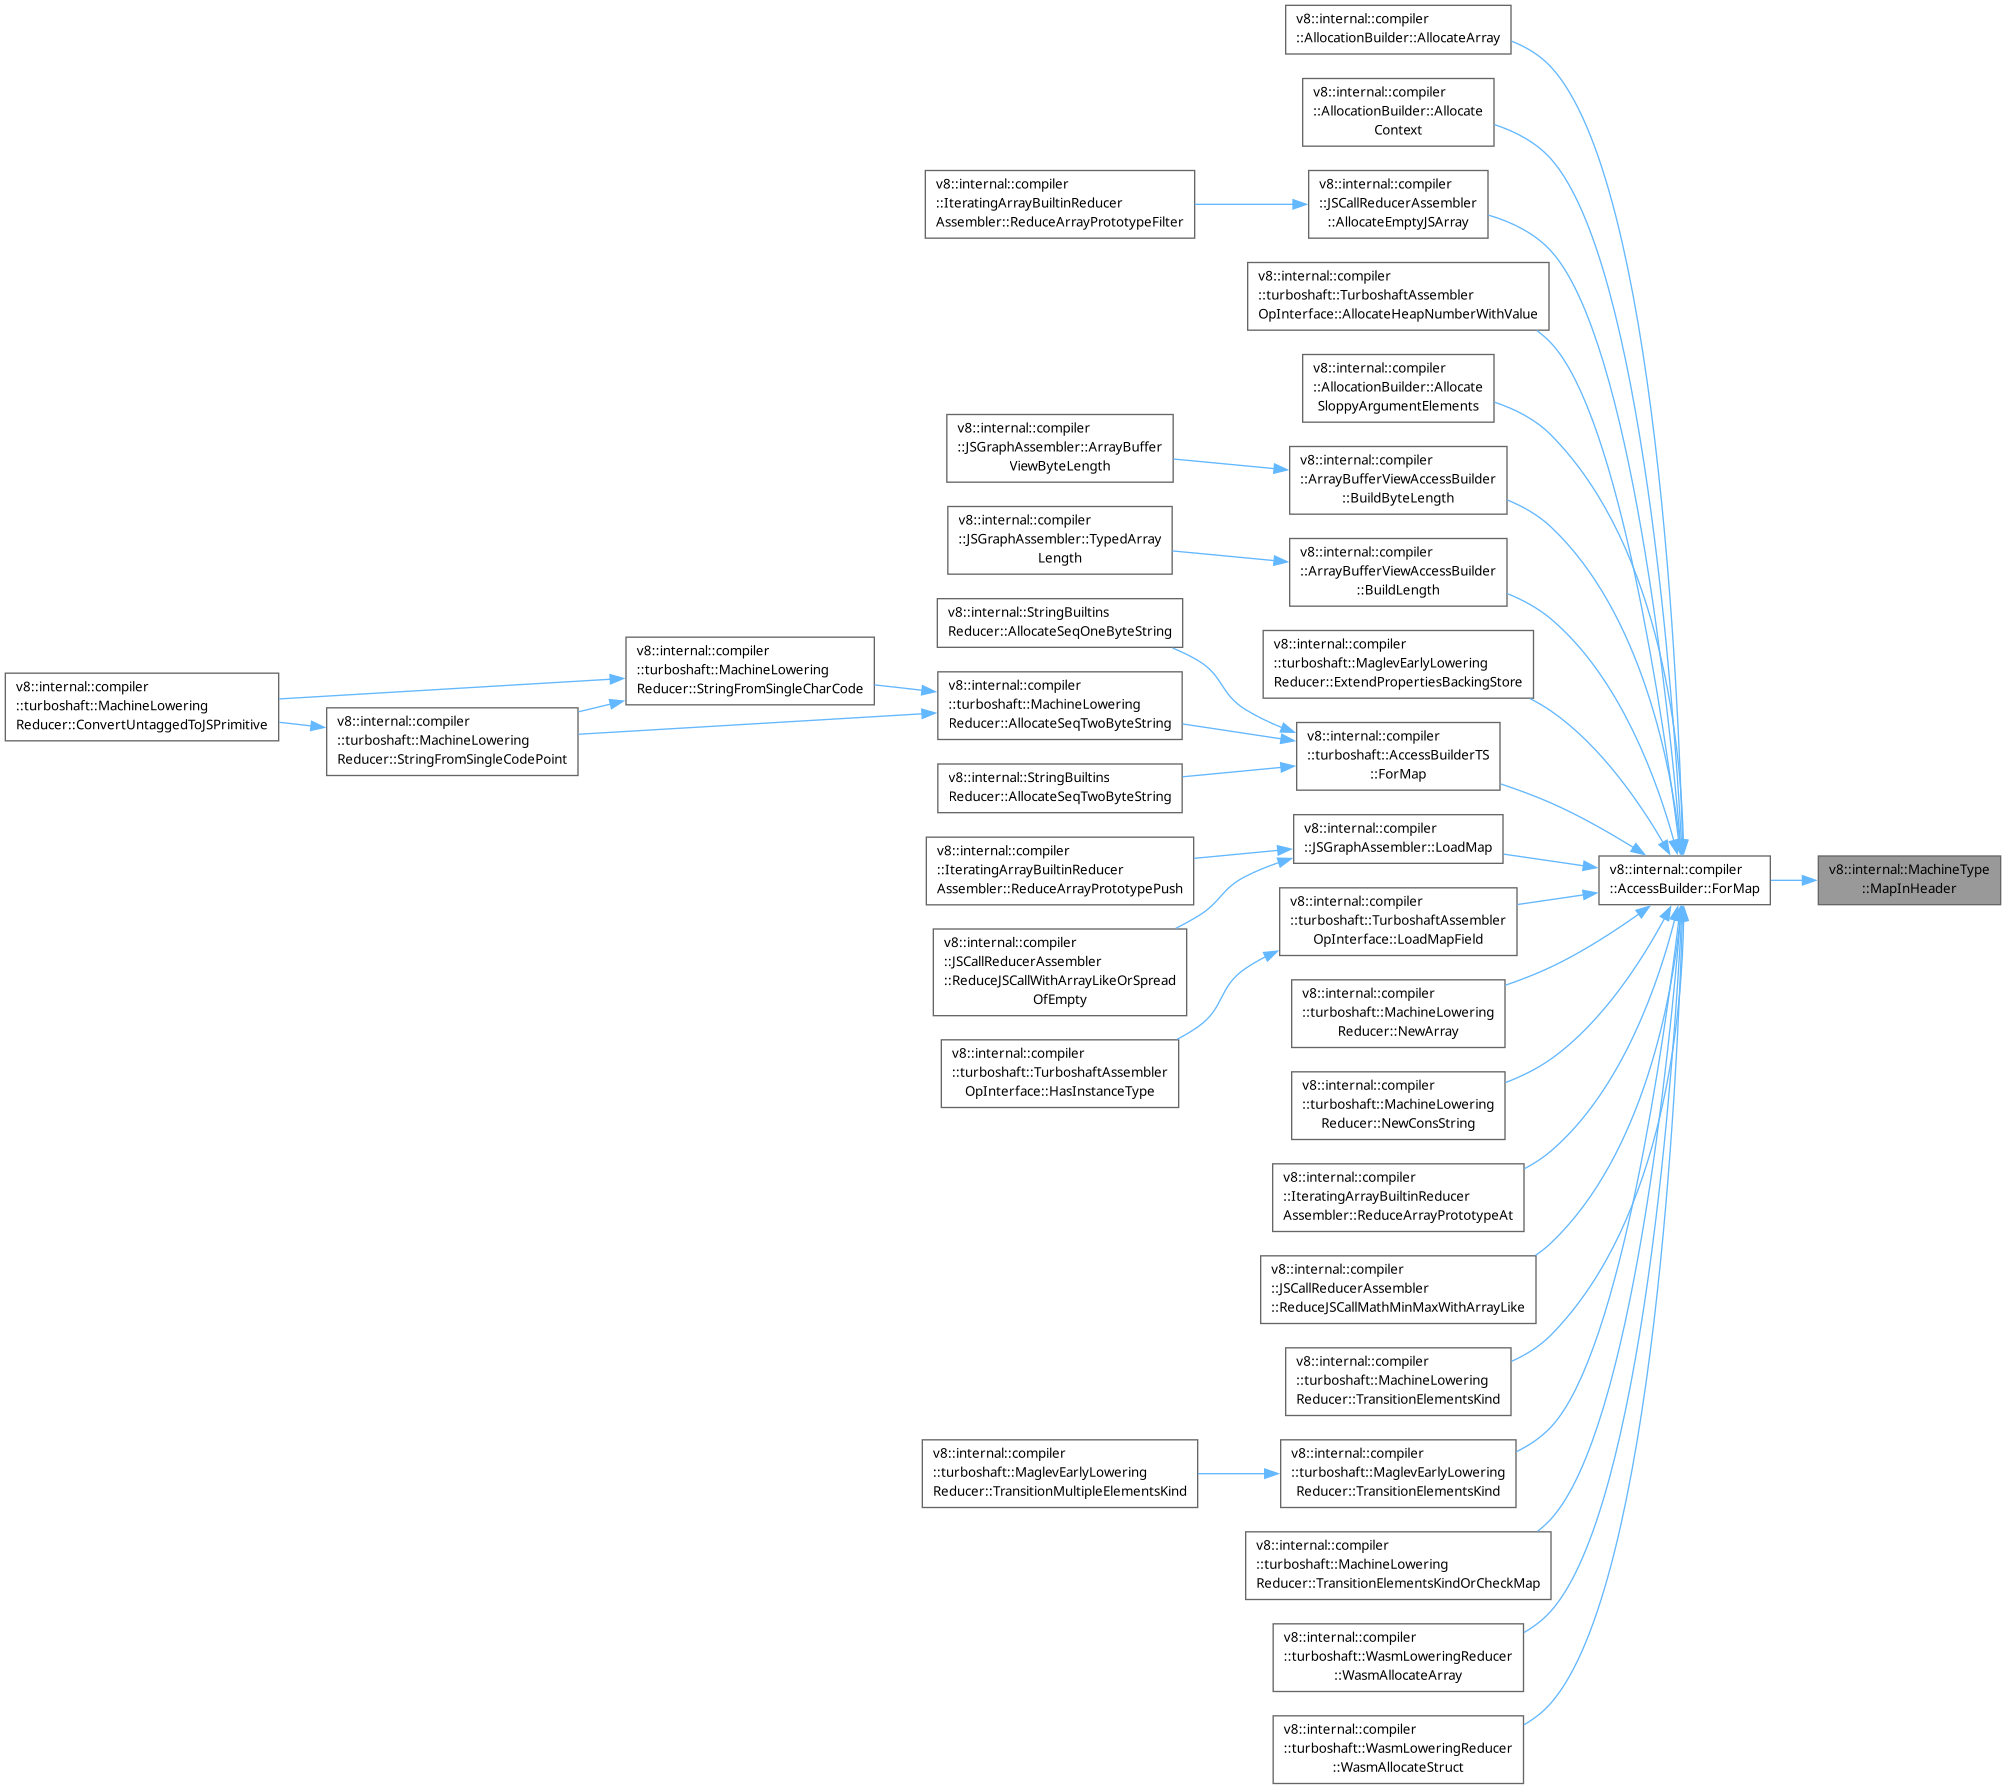 v8::internal::compiler
::AllocationBuilder::AllocateArray
v8::internal::compiler
::AllocationBuilder::Allocate
Context
v8::internal::compiler
::IteratingArrayBuiltinReducer
Assembler::ReduceArrayPrototypeFilter
v8::internal::compiler
::JSCallReducerAssembler
::AllocateEmptyJSArray
v8::internal::compiler
::turboshaft::TurboshaftAssembler
OpInterface::AllocateHeapNumberWithValue
v8::internal::compiler
::AllocationBuilder::Allocate
SloppyArgumentElements
v8::internal::compiler
::JSGraphAssembler::ArrayBuffer
ViewByteLength
v8::internal::compiler
::ArrayBufferViewAccessBuilder
::BuildByteLength
v8::internal::compiler
::JSGraphAssembler::TypedArray
Length
v8::internal::compiler
::ArrayBufferViewAccessBuilder
::BuildLength
v8::internal::StringBuiltins
Reducer::AllocateSeqOneByteString
v8::internal::compiler
::turboshaft::MaglevEarlyLowering
Reducer::ExtendPropertiesBackingStore
v8::internal::compiler
::turboshaft::MachineLowering
Reducer::StringFromSingleCharCode
v8::internal::compiler
::turboshaft::MachineLowering
Reducer::ConvertUntaggedToJSPrimitive
v8::internal::compiler
::turboshaft::MachineLowering
Reducer::StringFromSingleCodePoint
v8::internal::compiler
::turboshaft::MachineLowering
Reducer::AllocateSeqTwoByteString
v8::internal::compiler
::turboshaft::AccessBuilderTS
::ForMap
v8::internal::StringBuiltins
Reducer::AllocateSeqTwoByteString
v8::internal::compiler
::JSGraphAssembler::LoadMap
v8::internal::compiler
::IteratingArrayBuiltinReducer
Assembler::ReduceArrayPrototypePush
v8::internal::compiler
::AccessBuilder::ForMap
v8::internal::MachineType
::MapInHeader
v8::internal::compiler
::turboshaft::TurboshaftAssembler
OpInterface::LoadMapField
v8::internal::compiler
::JSCallReducerAssembler
::ReduceJSCallWithArrayLikeOrSpread
OfEmpty
v8::internal::compiler
::turboshaft::MachineLowering
Reducer::NewArray
v8::internal::compiler
::turboshaft::TurboshaftAssembler
OpInterface::HasInstanceType
v8::internal::compiler
::turboshaft::MachineLowering
Reducer::NewConsString
v8::internal::compiler
::IteratingArrayBuiltinReducer
Assembler::ReduceArrayPrototypeAt
v8::internal::compiler
::JSCallReducerAssembler
::ReduceJSCallMathMinMaxWithArrayLike
v8::internal::compiler
::turboshaft::MachineLowering
Reducer::TransitionElementsKind
v8::internal::compiler
::turboshaft::MaglevEarlyLowering
Reducer::TransitionMultipleElementsKind
v8::internal::compiler
::turboshaft::MaglevEarlyLowering
Reducer::TransitionElementsKind
v8::internal::compiler
::turboshaft::MachineLowering
Reducer::TransitionElementsKindOrCheckMap
v8::internal::compiler
::turboshaft::WasmLoweringReducer
::WasmAllocateArray
v8::internal::compiler
::turboshaft::WasmLoweringReducer
::WasmAllocateStruct